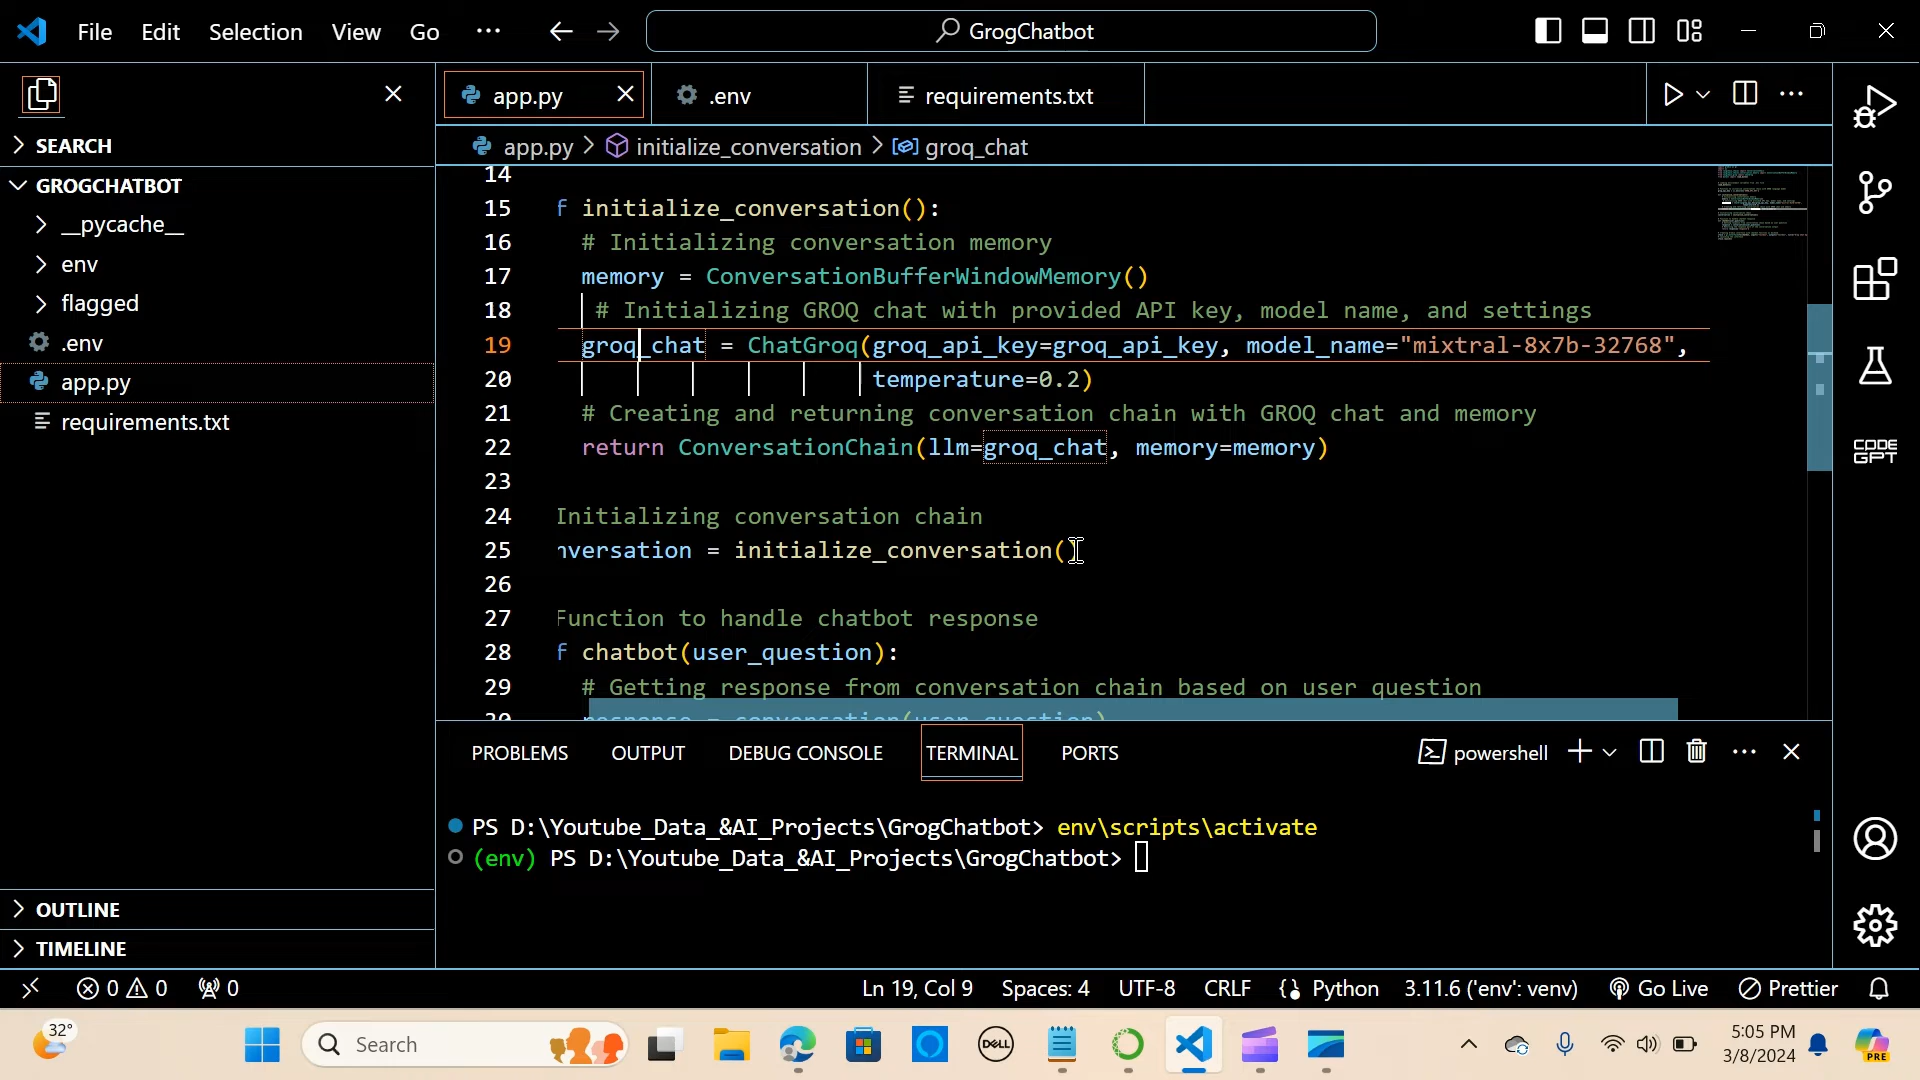 File Edit Selection View Go ··· GrogChatbot
SEARCH
GROGCHATBOT
__pycache__
env
flagged
.env
app.py
requirements.txt
OUTLINE
TIMELINE
app.py .env requirements.txt
app.py > initialize_conversation > groq_chat
14
15 f initialize_conversation():
16 # Initializing conversation memory
17 memory = ConversationBufferWindowMemory()
18 # Initializing GROQ chat with provided API key, model name, and settings
19 groq_chat = ChatGroq(groq_api_key=groq_api_key, model_name="mixtral-8x7b-32768",
20 temperature=0.2)
21 # Creating and returning conversation chain with GROQ chat and memory
22 return ConversationChain(llm=groq_chat, memory=memory)
23
24 Initializing conversation chain
25 nversation = initialize_conversation()
26
27 Function to handle chatbot response
28 f chatbot(user_question):
29 # Getting response from conversation chain based on user question
30 response = conversation(user_question)
PROBLEMS OUTPUT DEBUG CONSOLE TERMINAL PORTS powershell
PS D:\Youtube_Data_&AI_Projects\GrogChatbot> env\scripts\activate
(env) PS D:\Youtube_Data_&AI_Projects\GrogChatbot>
CODE
GPT
0 0 0 Ln 19, Col 9 Spaces: 4 UTF-8 CRLF Python 3.11.6 ('env': venv) Go Live Prettier
32° Search DELL 5:05 PM
3/8/2024
PRE